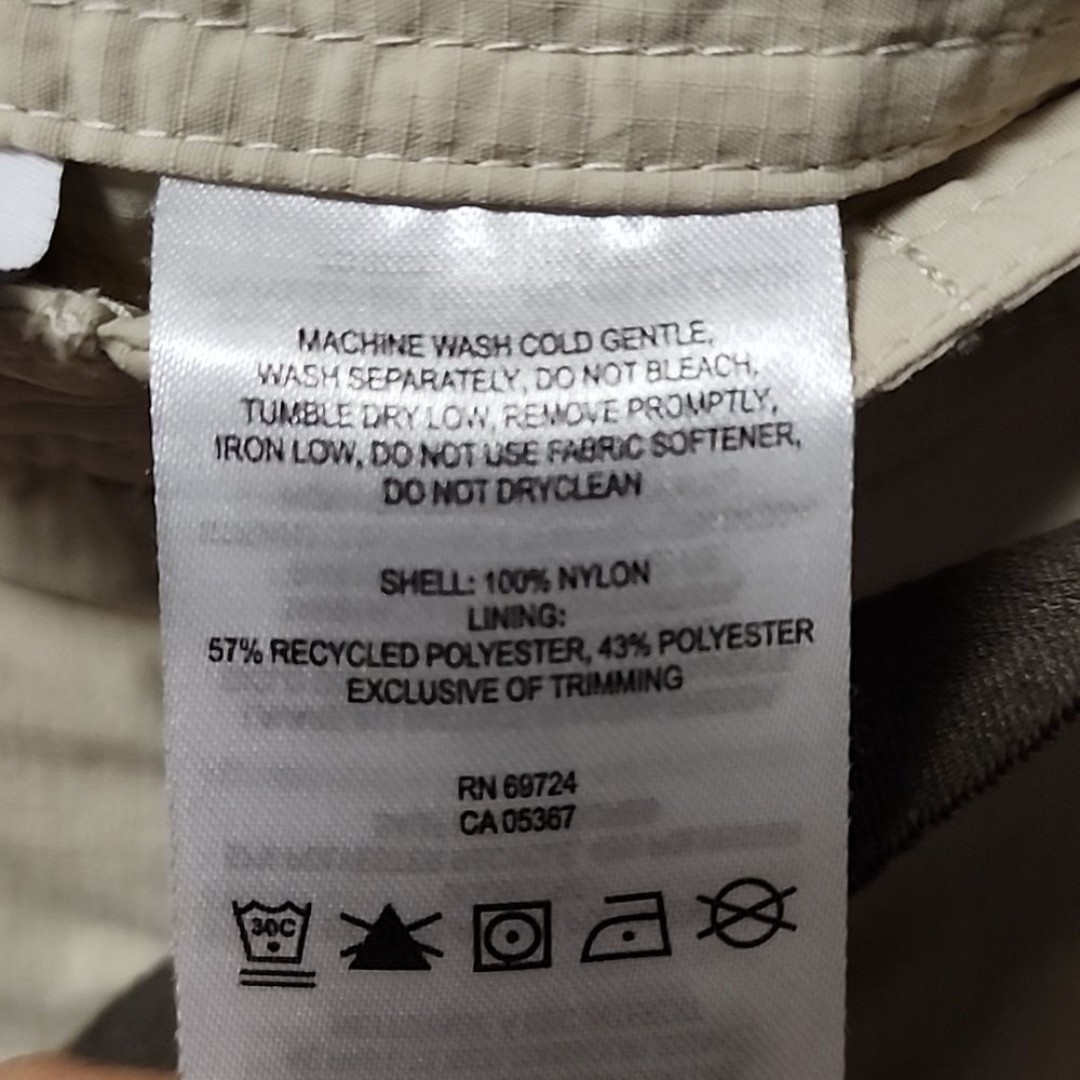 MACHINE WASH COLD GENTLE,
WASH SEPARATELY, DO NOT BLEACH,
TUMBLE DRY LOW, REMOVE PROMPTLY,
IRON LOW, DO NOT USE FABRIC SOFTENER,
DO NOT DRYCLEAN
SHELL: 100% NYLON
LINING:
57% RECYCLED POLYESTER, 43% POLYESTER
EXCLUSIVE OF TRIMMING
RN 69724
CA 05367
30C